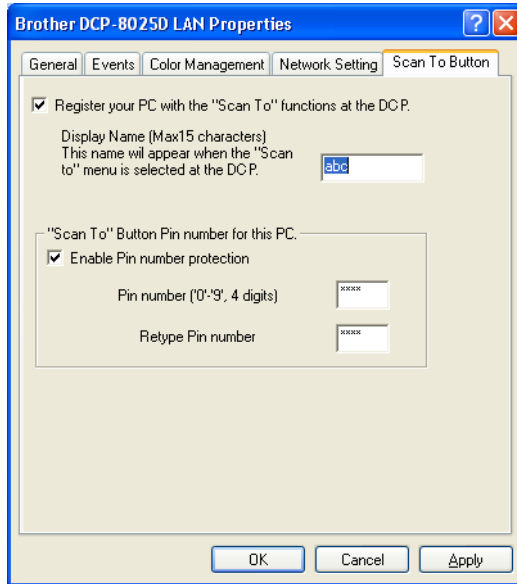 Brother DCP-8025D LAN Properties
General Events Color Management Network Setting Scan To Button
Register your PC with the "Scan To" functions at the DCP.
Display Name (Max15 characters)
This name will appear when the "Scan
to" menu is selected at the DCP.
abc
"Scan To" Button Pin number for this PC.
Enable Pin number protection
Pin number ('0'-'9', 4 digits)
****
Retype Pin number
****
OK Cancel Apply